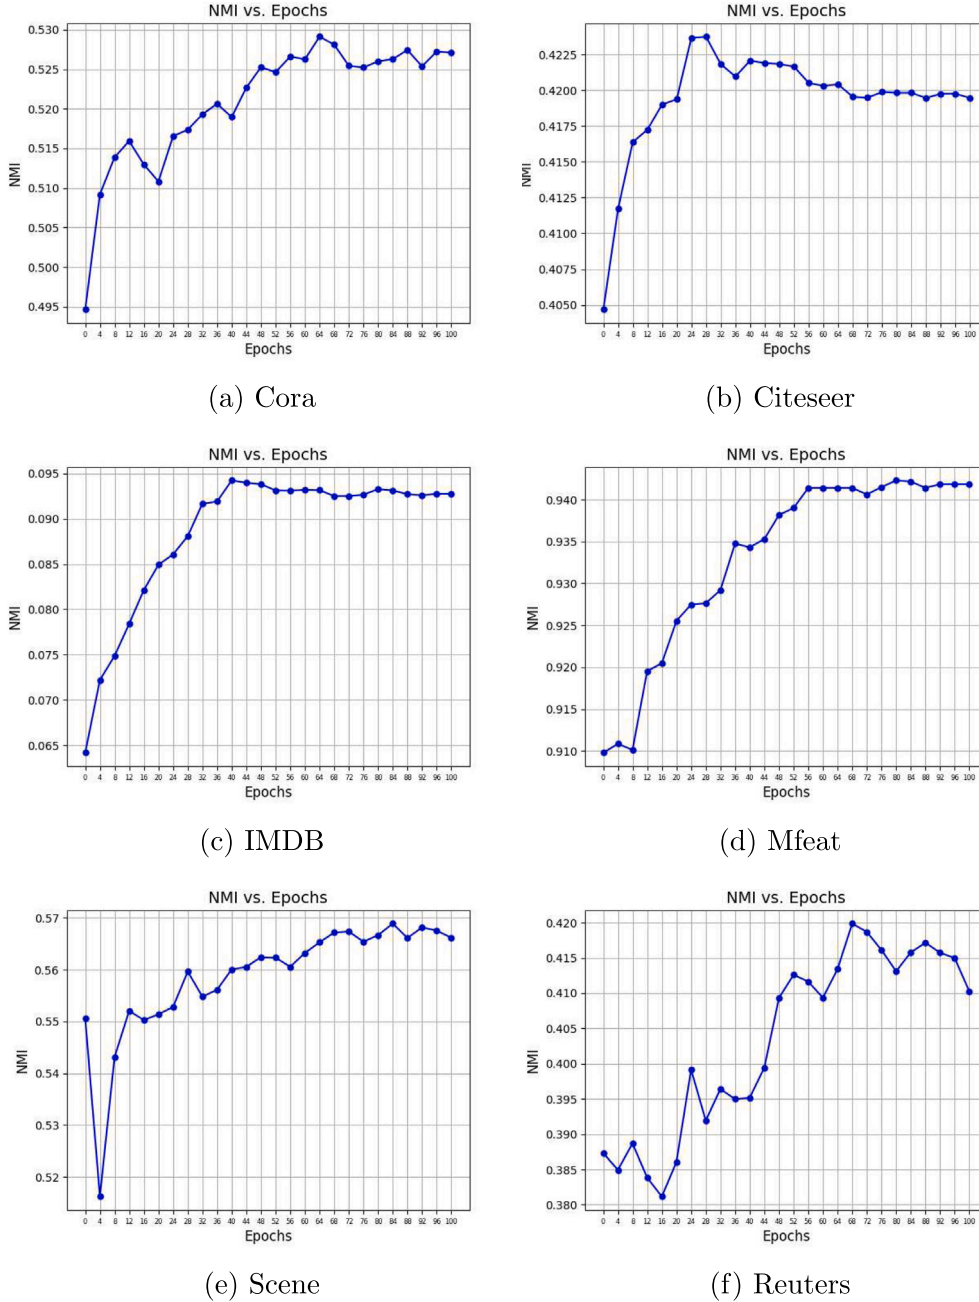 NMI vs. Epochs
NMI
0.530
0.525
0.520
0.515
0.510
0.505
0.500
0.495
0 4 8 12 16 20 24 28 32 36 40 44 48 52 56 60 64 68 72 76 80 84 88 92 96 100
Epochs
(a) Cora
NMI vs. Epochs
NMI
0.4225
0.4200
0.4175
0.4150
0.4125
0.4100
0.4075
0.4050
0 4 8 12 16 20 24 28 32 36 40 44 48 52 56 60 64 68 72 76 80 84 88 92 96 100
Epochs
(b) Citeseer
NMI vs. Epochs
NMI
0.095
0.090
0.085
0.080
0.075
0.070
0.065
0 4 8 12 16 20 24 28 32 36 40 44 48 52 56 60 64 68 72 76 80 84 88 92 96 100
Epochs
(c) IMDB
NMI vs. Epochs
NMI
0.940
0.935
0.930
0.925
0.920
0.915
0.910
0 4 8 12 16 20 24 28 32 36 40 44 48 52 56 60 64 68 72 76 80 84 88 92 96 100
Epochs
(d) Mfeat
NMI vs. Epochs
NMI
0.57
0.56
0.55
0.54
0.53
0.52
0 4 8 12 16 20 24 28 32 36 40 44 48 52 56 60 64 68 72 76 80 84 88 92 96 100
Epochs
(e) Scene
NMI vs. Epochs
NMI
0.420
0.415
0.410
0.405
0.400
0.395
0.390
0.385
0.380
0 4 8 12 16 20 24 28 32 36 40 44 48 52 56 60 64 68 72 76 80 84 88 92 96 100
Epochs
(f) Reuters